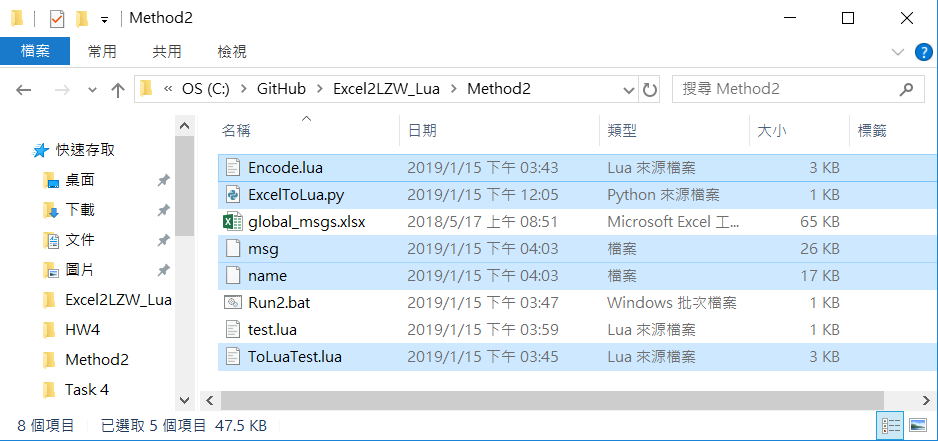 Method2
檔案 常用 共用 檢視
« OS (C:) > GitHub > Excel2LZW_Lua > Method2 搜尋 Method2
名稱 日期 類型 大小 標籤
快速存取
桌面
下載
文件
圖片
Excel2LZW_Lua
HW4
Method2
Task 4
Encode.lua 2019/1/15 下午 03:43 Lua 來源檔案 3 KB
ExcelToLua.py 2019/1/15 下午 12:05 Python 來源檔案 1 KB
global_msgs.xlsx 2018/5/17 上午 08:51 Microsoft Excel 工... 65 KB
msg 2019/1/15 下午 04:03 檔案 26 KB
name 2019/1/15 下午 04:03 檔案 17 KB
Run2.bat 2019/1/15 下午 03:47 Windows 批次檔案 1 KB
test.lua 2019/1/15 下午 03:59 Lua 來源檔案 1 KB
ToLuaTest.lua 2019/1/15 下午 03:45 Lua 來源檔案 3 KB
8 個項目 已選取 5 個項目 47.5 KB